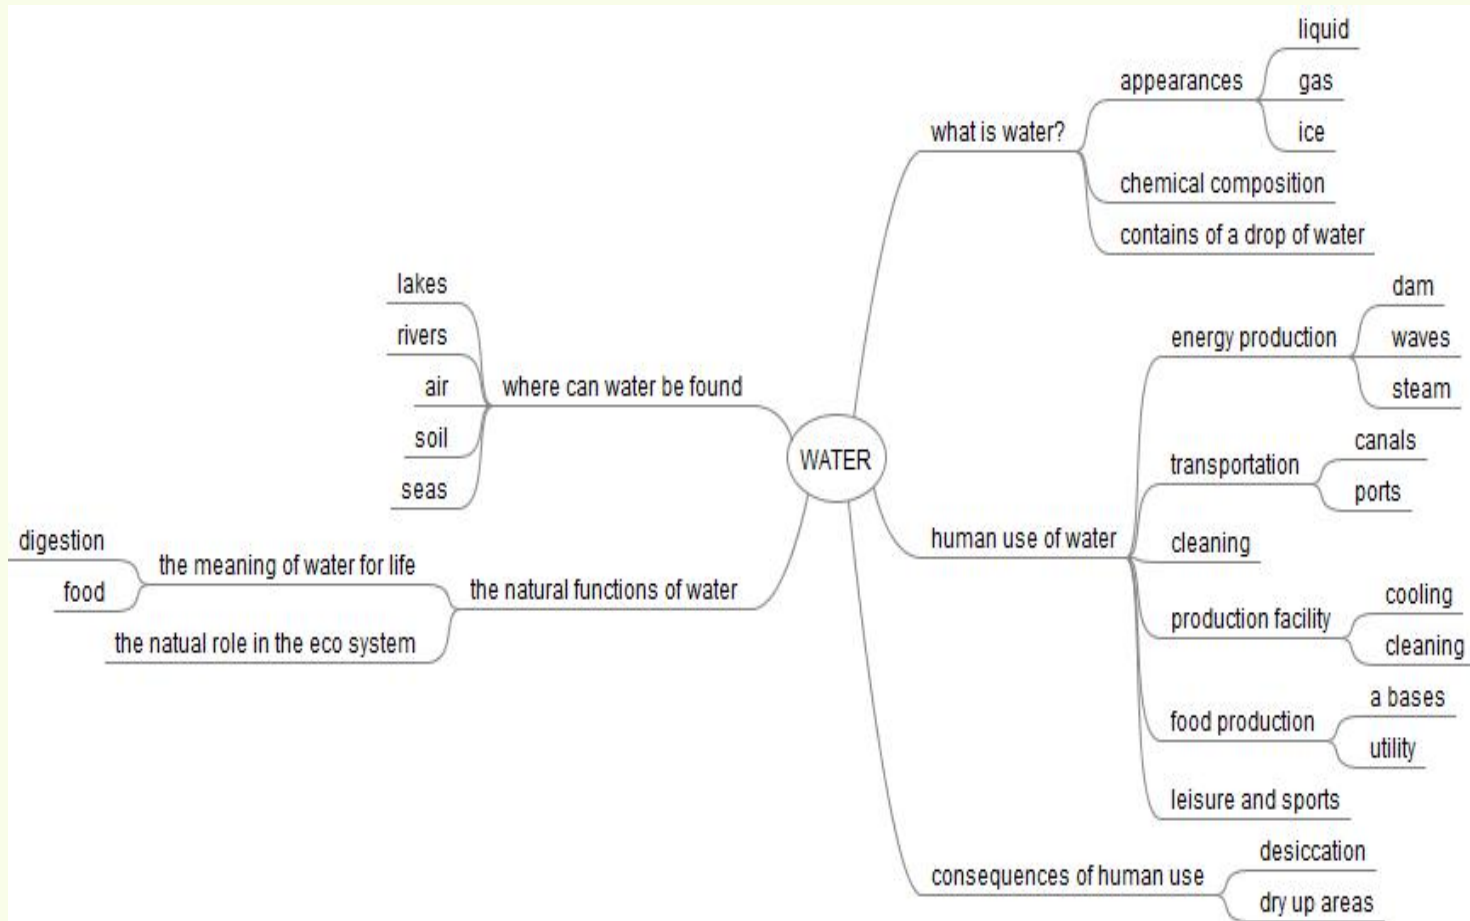 WATER
what is water?
appearances
liquid
gas
ice
chemical composition
contains of a drop of water
human use of water
energy production
dam
waves
steam
transportation
canals
ports
cleaning
production facility
cooling
cleaning
food production
a bases
utility
leisure and sports
consequences of human use
desiccation
dry up areas
where can water be found
lakes
rivers
air
soil
seas
the natural functions of water
the meaning of water for life
digestion
food
the natual role in the eco system